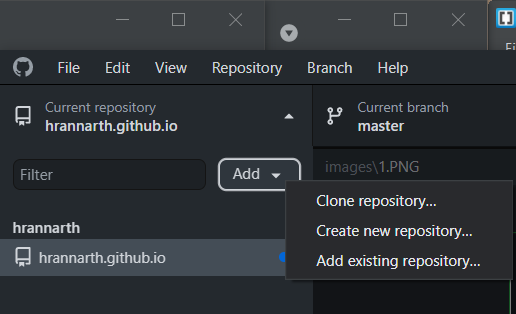 Fi
File Edit View Repository Branch Help
Current repository
hrannarth.github.io
Current branch
master
Filter
Add
images\1.PNG
Clone repository...
Create new repository...
Add existing repository...
hrannarth
hrannarth.github.io